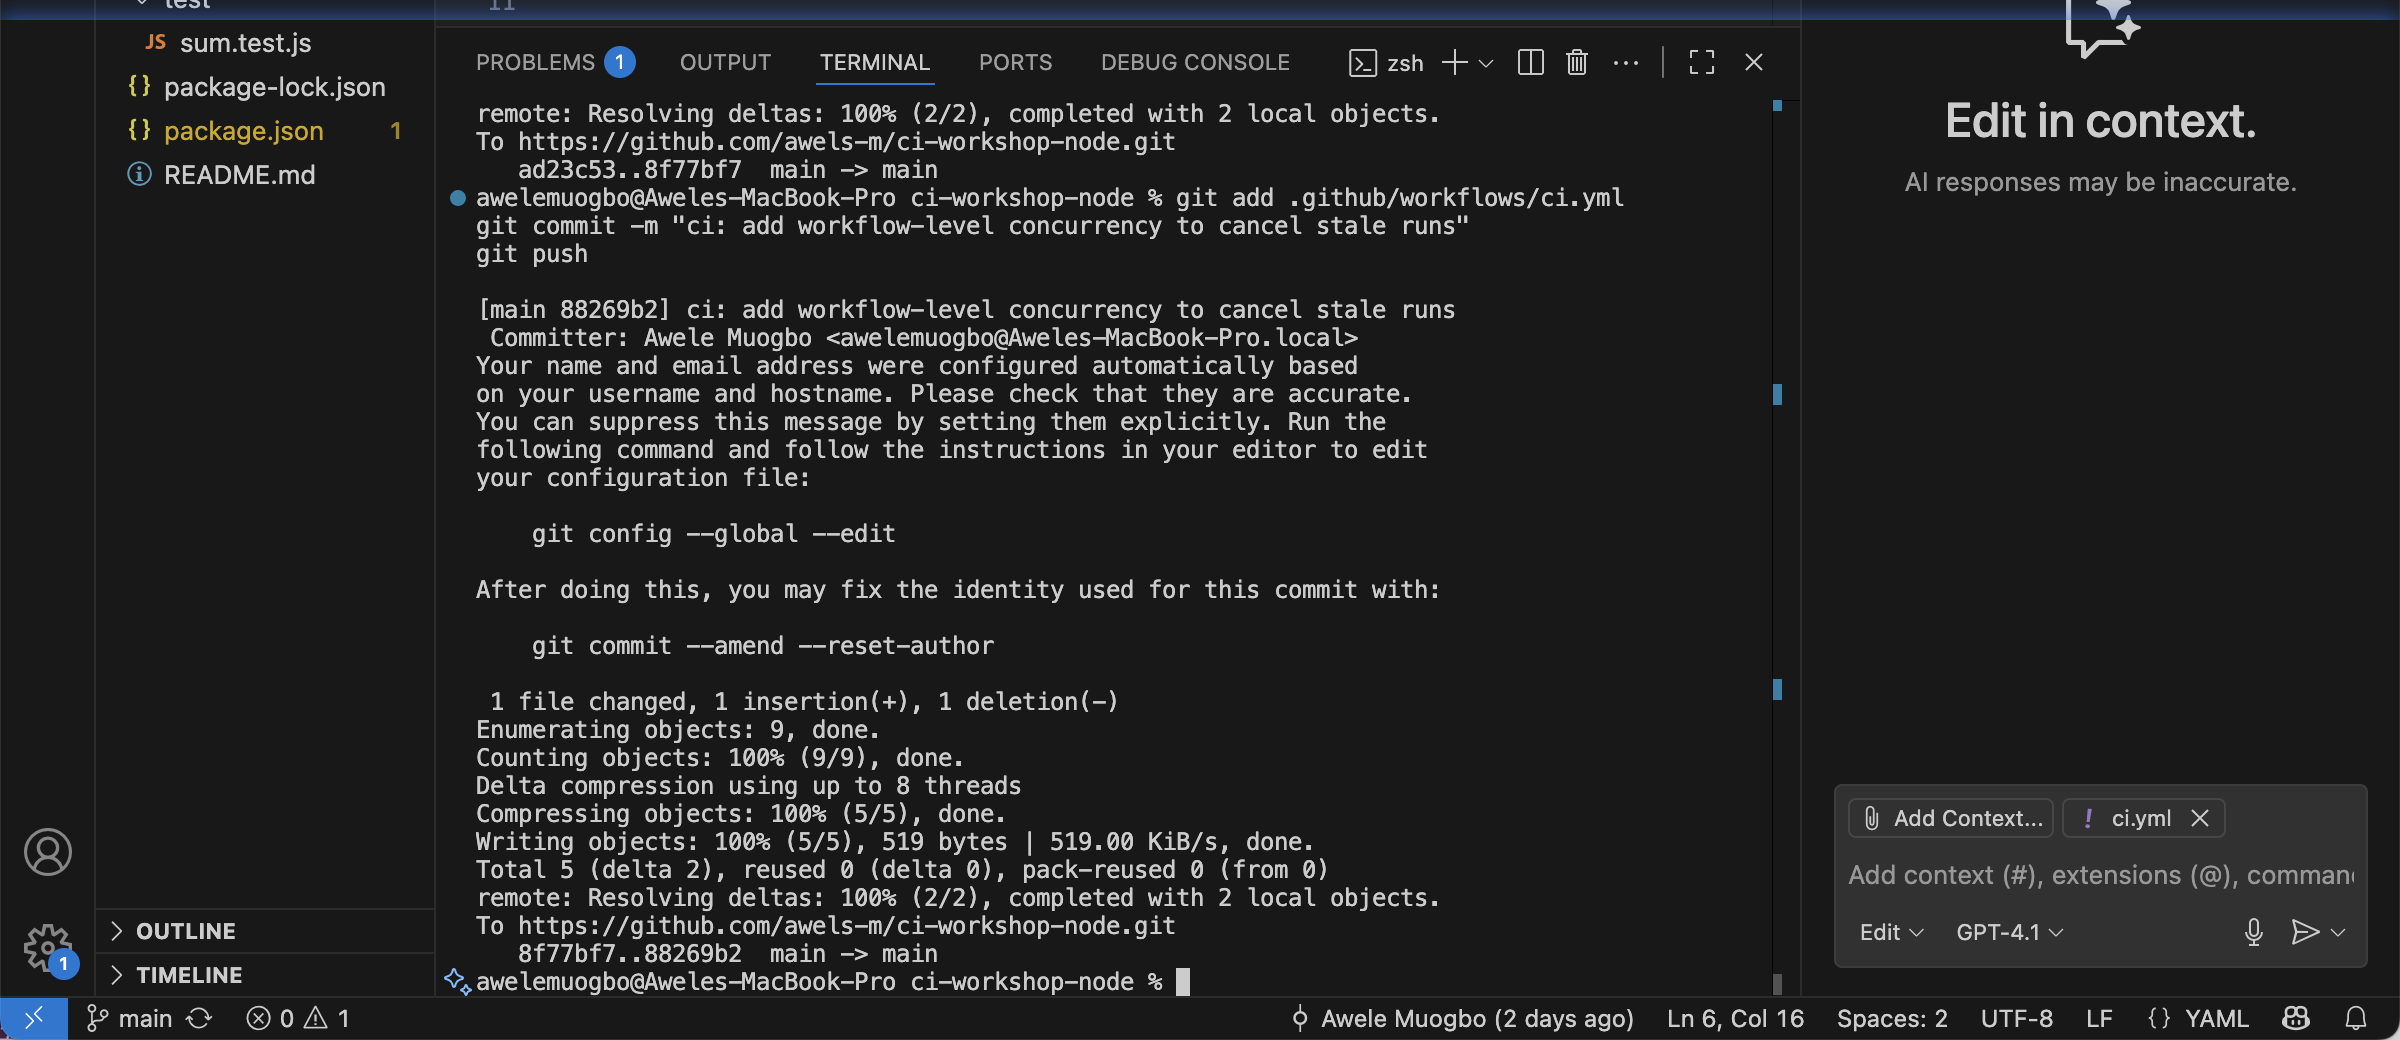 test
JS sum.test.js
{} package-lock.json
{} package.json 1
README.md
OUTLINE
TIMELINE
1
11
PROBLEMS 1 OUTPUT TERMINAL PORTS DEBUG CONSOLE zsh
remote: Resolving deltas: 100% (2/2), completed with 2 local objects.
To https://github.com/awels-m/ci-workshop-node.git
   ad23c53..8f77bf7  main -> main
awelemuogbo@Aweles-MacBook-Pro ci-workshop-node % git add .github/workflows/ci.yml
git commit -m "ci: add workflow-level concurrency to cancel stale runs"
git push

[main 88269b2] ci: add workflow-level concurrency to cancel stale runs
 Committer: Awele Muogbo <awelemuogbo@Aweles-MacBook-Pro.local>
Your name and email address were configured automatically based
on your username and hostname. Please check that they are accurate.
You can suppress this message by setting them explicitly. Run the
following command and follow the instructions in your editor to edit
your configuration file:

    git config --global --edit

After doing this, you may fix the identity used for this commit with:

    git commit --amend --reset-author

 1 file changed, 1 insertion(+), 1 deletion(-)
Enumerating objects: 9, done.
Counting objects: 100% (9/9), done.
Delta compression using up to 8 threads
Compressing objects: 100% (5/5), done.
Writing objects: 100% (5/5), 519 bytes | 519.00 KiB/s, done.
Total 5 (delta 2), reused 0 (delta 0), pack-reused 0 (from 0)
remote: Resolving deltas: 100% (2/2), completed with 2 local objects.
To https://github.com/awels-m/ci-workshop-node.git
   8f77bf7..88269b2  main -> main
awelemuogbo@Aweles-MacBook-Pro ci-workshop-node %
Edit in context.
AI responses may be inaccurate.
Add Context... ! ci.yml
Add context (#), extensions (@), comman
Edit GPT-4.1
main 0 1 Awele Muogbo (2 days ago) Ln 6, Col 16 Spaces: 2 UTF-8 LF {} YAML